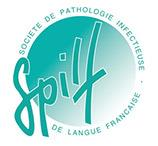 SOCIETE DE PATHOLOGIE INFECTIEUSE
Spilf
DE LANGUE FRANCAISE -